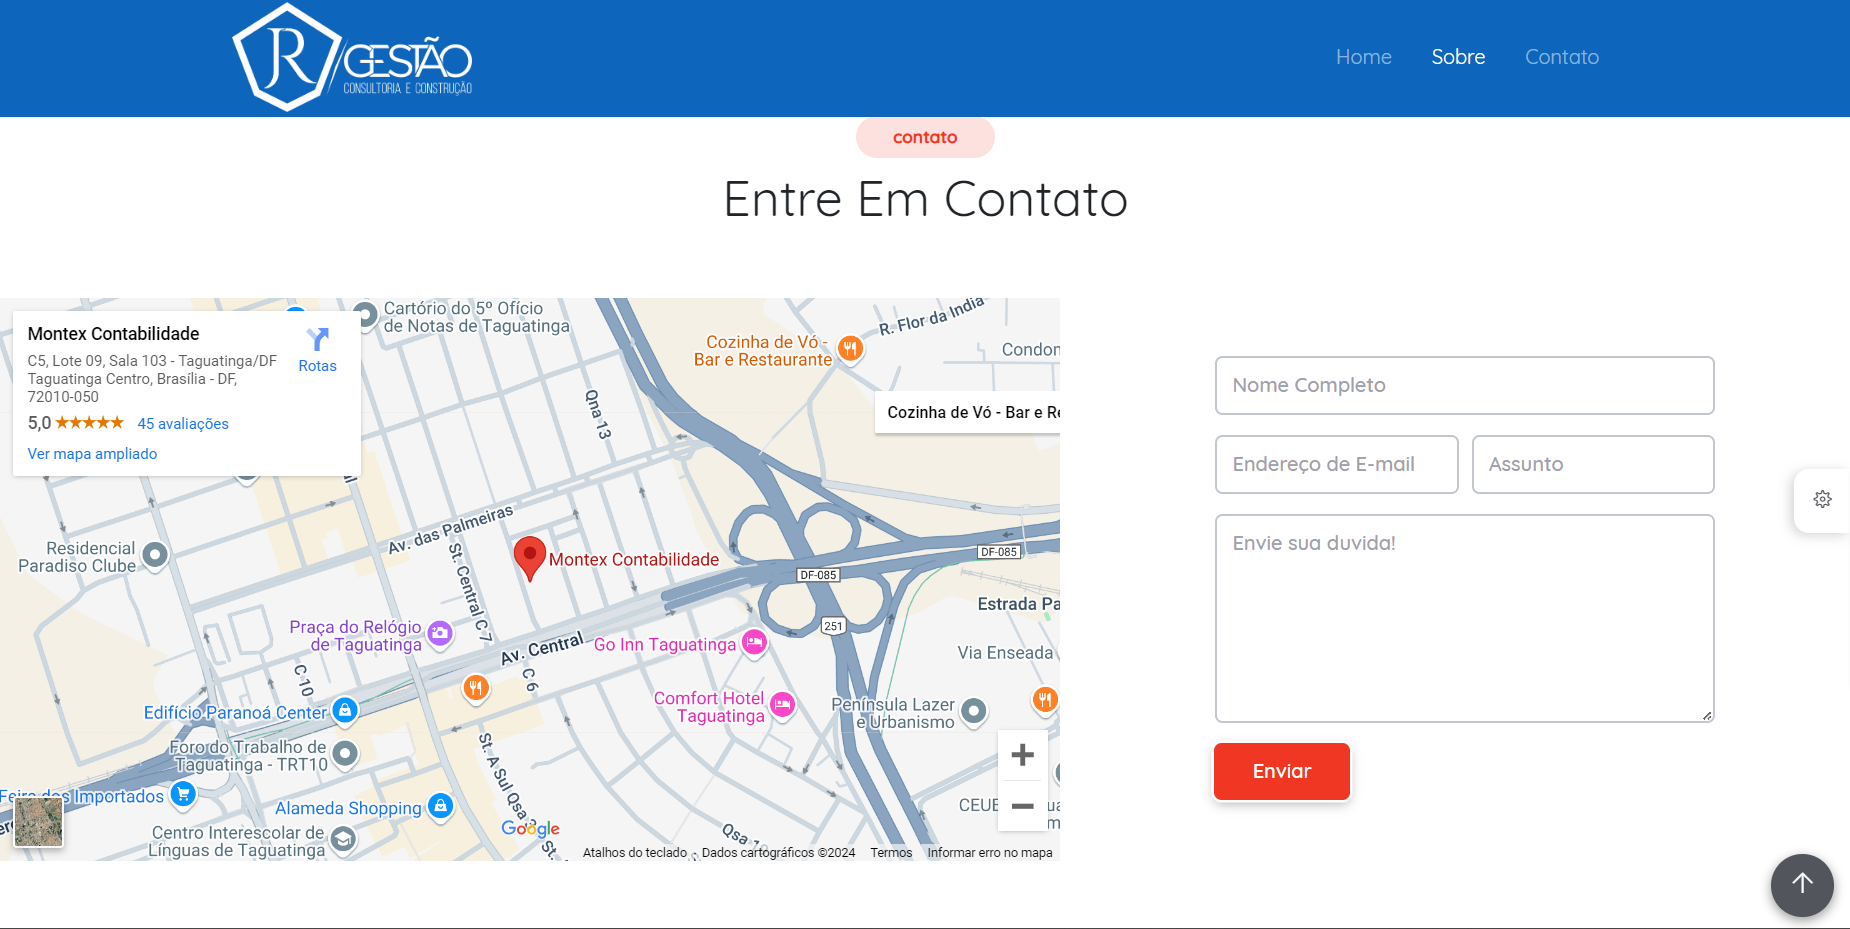 JR GESTÃO
CONSULTORIA E CONSTRUÇÃO
Home
Sobre
Contato
contato
Entre Em Contato
Montex Contabilidade
C5, Lote 09, Sala 103 - Taguatinga/DF
Taguatinga Centro, Brasília - DF,
72010-050
5,0
45 avaliações
Ver mapa ampliado
Rotas
Cartório do 5º Ofício
de Notas de Taguatinga
Cozinha de Vó -
Bar e Restaurante
R. Flor da India
Condon
Cozinha de Vó - Bar e Re
Qna 13
Av. das Palmeiras
St. Central C 7
Residencial
Paradiso Clube
Montex Contabilidade
DF-085
DF-085
251
Estrada Pa
Praça do Relógio
de Taguatinga
Av. Central
Go Inn Taguatinga
Via Enseada
C 10
C 6
Comfort Hotel
Taguatinga
Península Lazer
e Urbanismo
Edifício Paranoá Center
Foro do Trabalho de
Taguatinga - TRT10
St. A Sul Qsa
Feira dos Importados
Alameda Shopping
CEUB
Centro Interescolar de
Línguas de Taguatinga
Google
St.
Atalhos do teclado
Dados cartográficos ©2024
Termos
Informar erro no mapa
Nome Completo
Endereço de E-mail
Assunto
Envie sua duvida!
Enviar